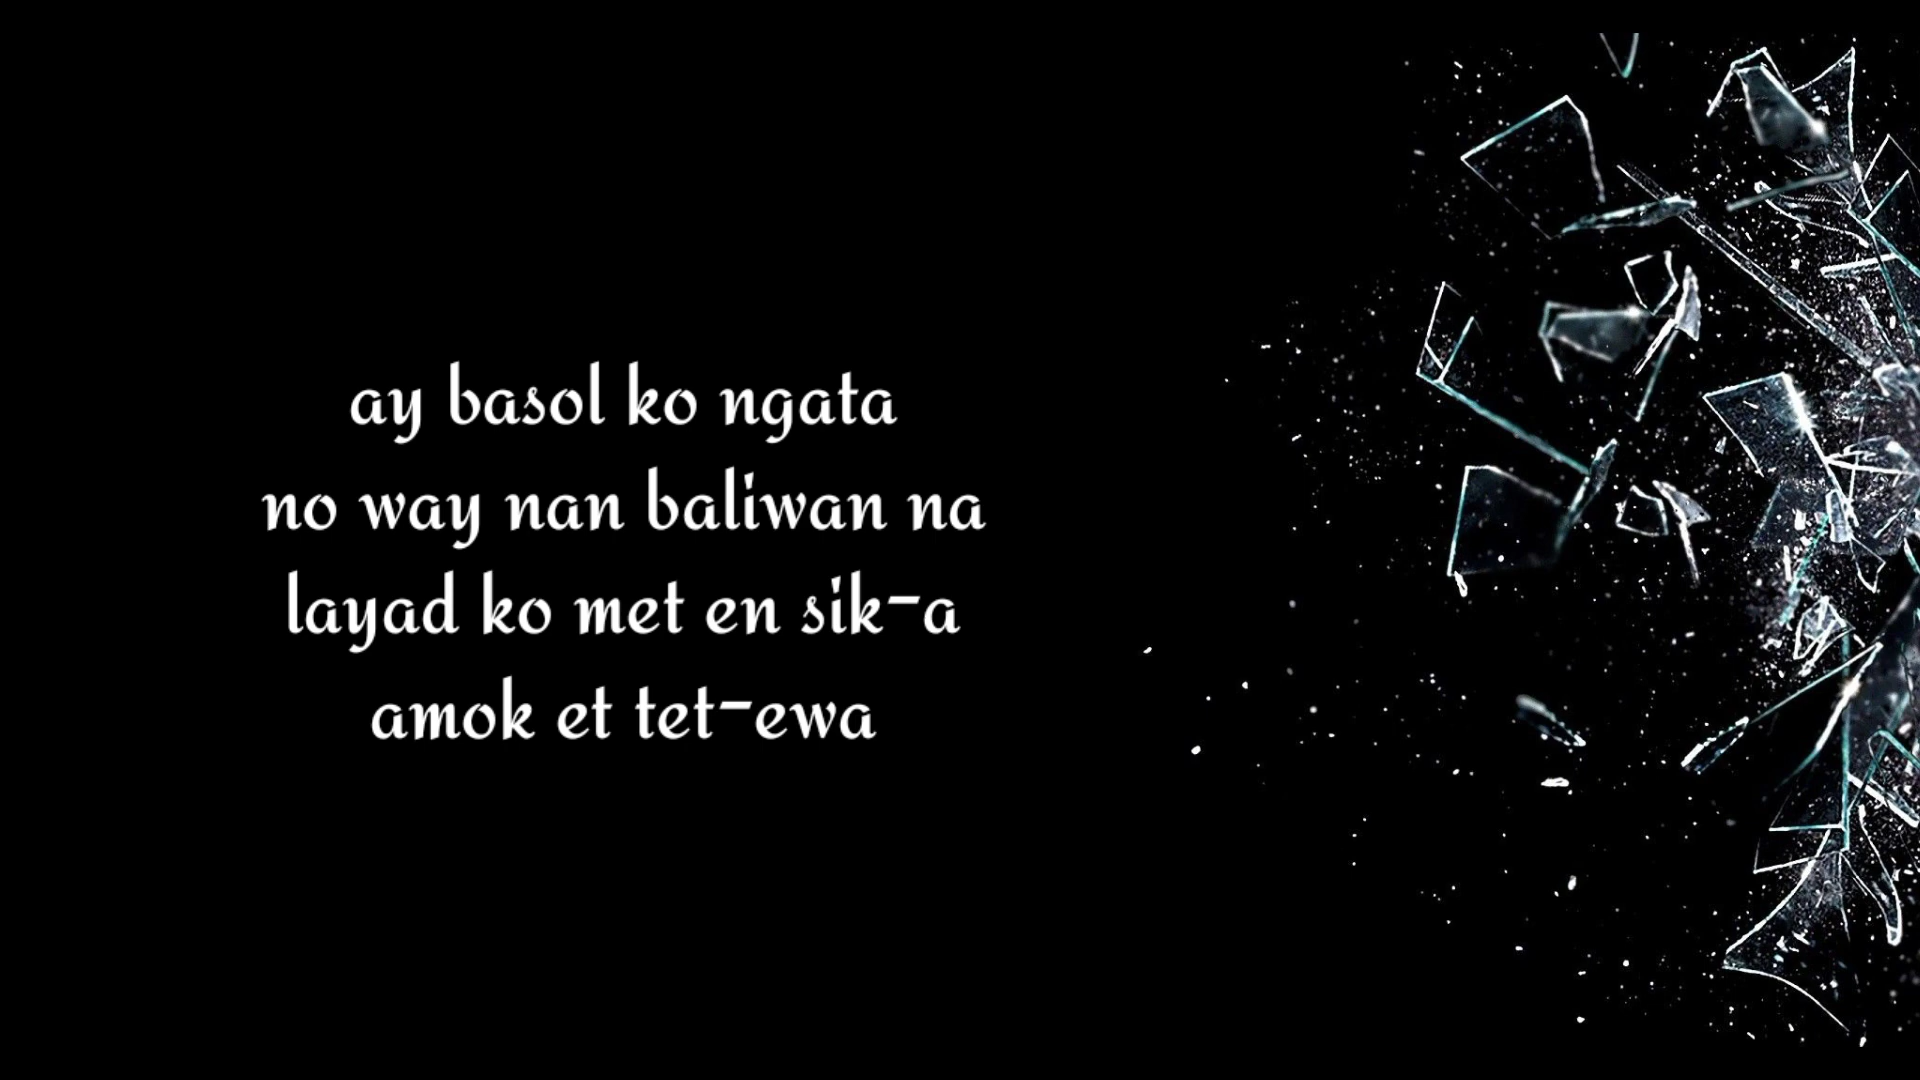 ay basol ko ngata
no way nan baliwan na
layad ko met en sik-a
amok et tet-ewa